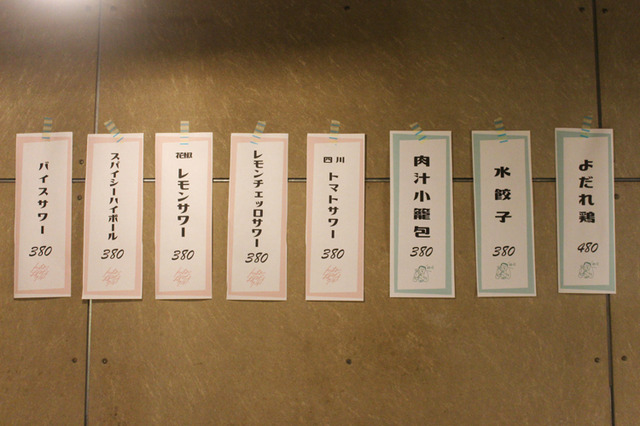 バイスサワー
380
スパイシーハイボール
380
花椒
レモンサワー
380
レモンチェッロサワー
380
四川
トマトサワー
380
肉汁小籠包
380
水餃子
380
よだれ鶏
480